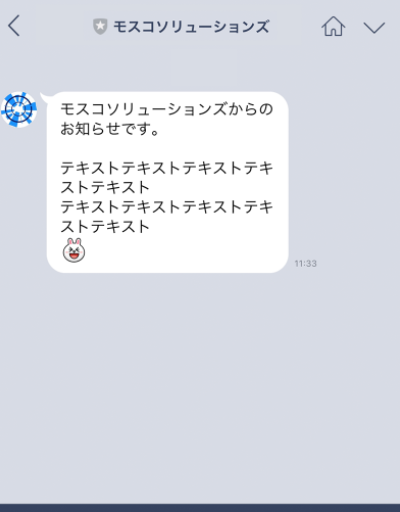 モスコソリューションズ
モスコソリューションズからの
お知らせです。
テキストテキストテキストテキ
ストテキスト
テキストテキストテキストテキ
ストテキスト
11:33